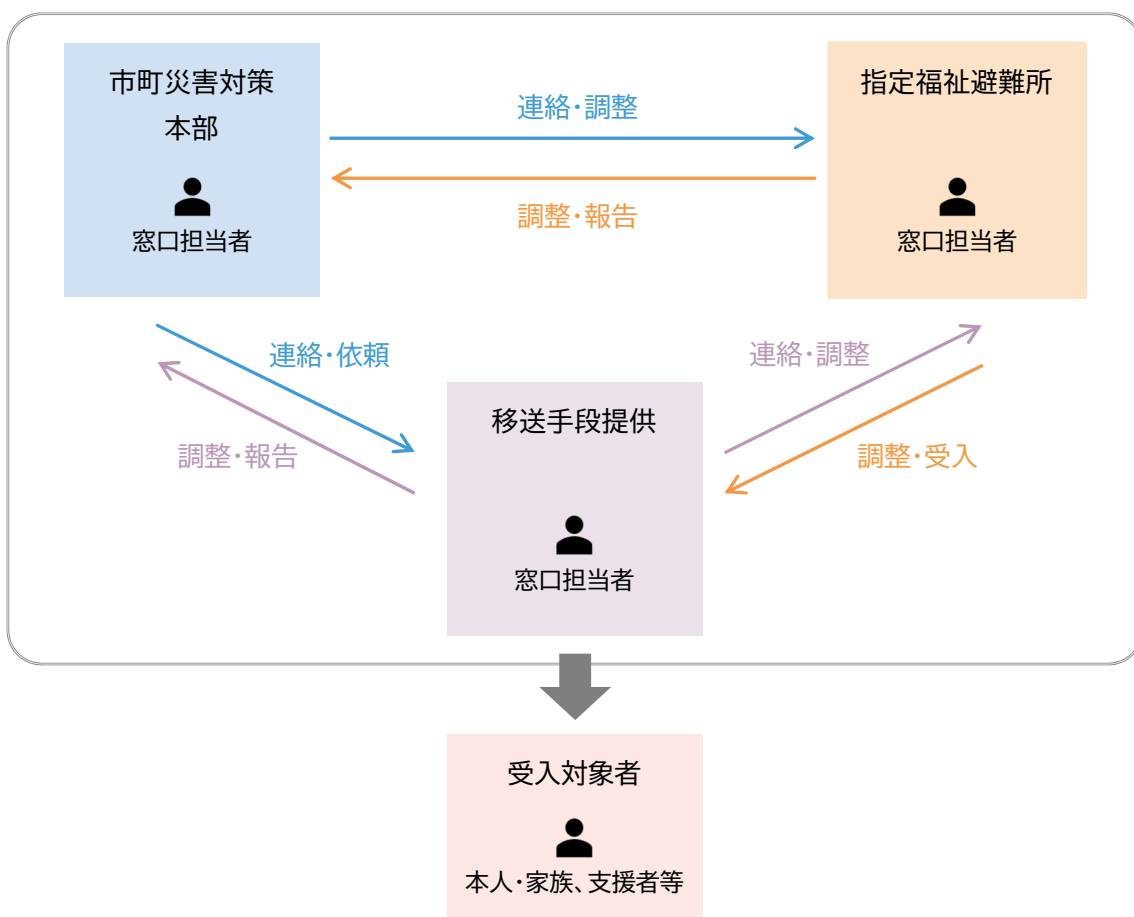 市町災害対策
本部
窓口担当者
連絡・調整
調整・報告
指定福祉避難所
窓口担当者
連絡・依頼
調整・報告
連絡・調整
調整・受入
移送手段提供
窓口担当者
受入対象者
本人・家族、支援者等